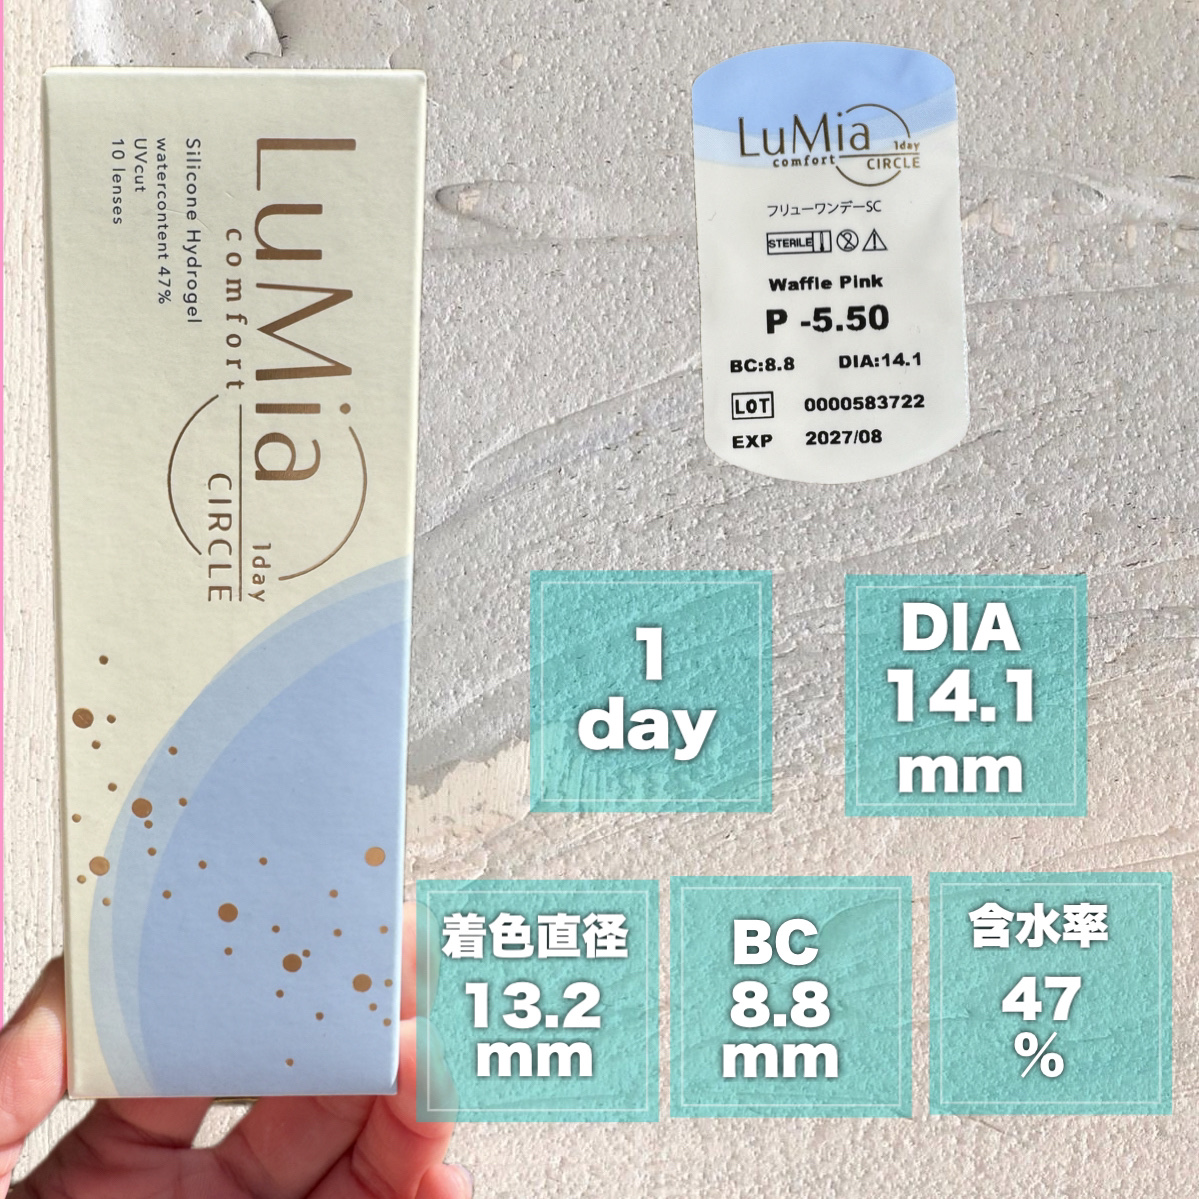 LuMia
comfort
1day
CIRCLE
Silicone Hydrogel
watercontent 47%
UVcut
10 lenses
LuMia
1day
comfort
CIRCLE
フリューワンデーSC
STERILE
2
Waffle Pink
P -5.50
BC:8.8 DIA:14.1
LOT 0000583722
EXP 2027/08
1
day
DIA
14.1
mm
着色直径
13.2
mm
BC
8.8
mm
含水率
47
%